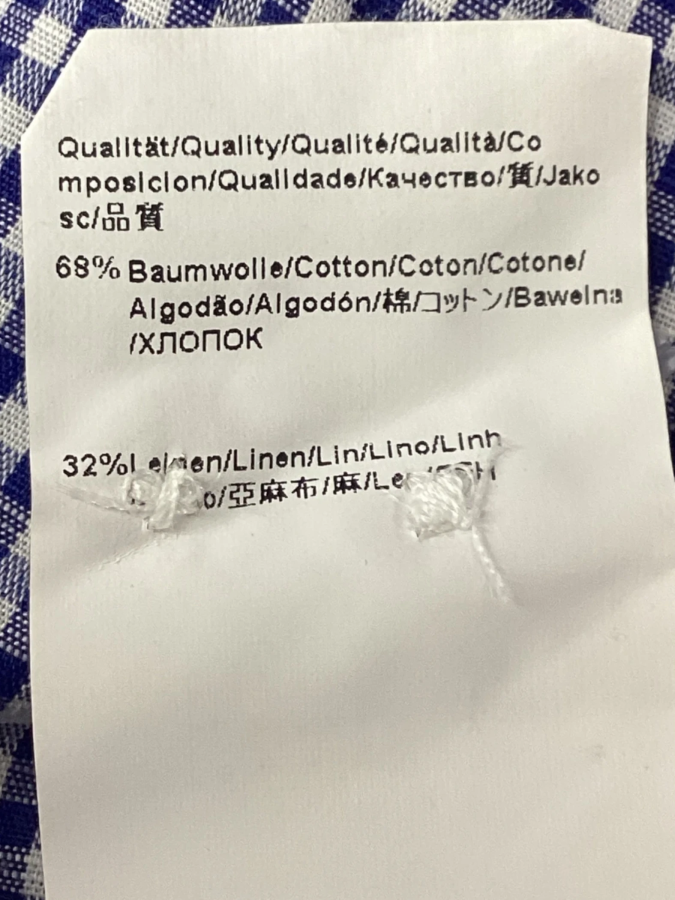 Qualität/Quality/Qualité/Qualità/Co
mposicion/Qualidade/Качество/質/Jako
sc/品質
68% Baumwolle/Cotton/Coton/Cotone/
Algodão/Algodón/棉/コットン/Bawelna
/ХЛОПОК
32% /Linen/Lin/Lino/Linh
/亞麻布/麻/